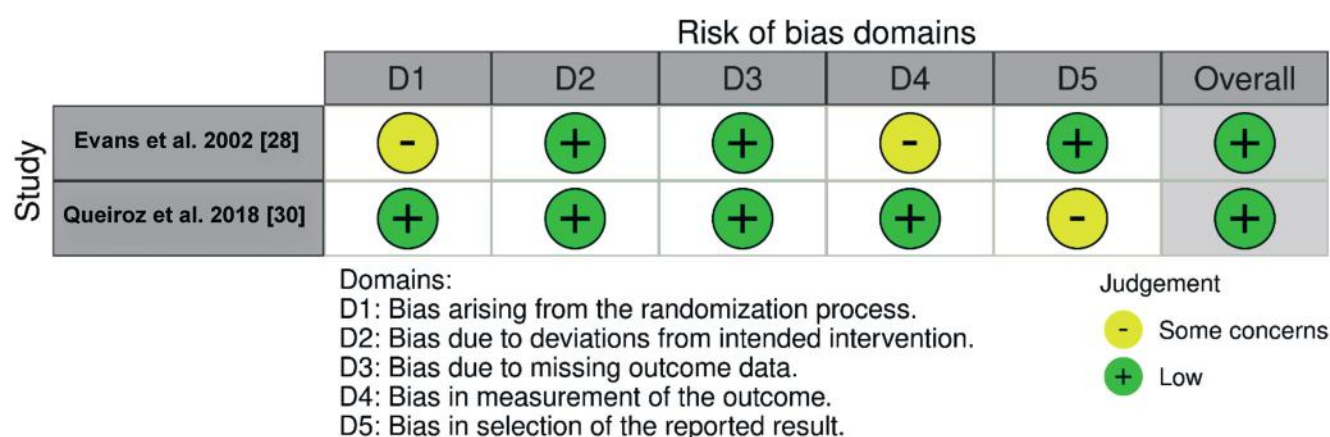 Risk of bias domains
D1 D2 D3 D4 D5 Overall
Study
Evans et al. 2002 [28] - + + - + +
Queiroz et al. 2018 [30] + + + + - +
Domains:
D1: Bias arising from the randomization process.
D2: Bias due to deviations from intended intervention.
D3: Bias due to missing outcome data.
D4: Bias in measurement of the outcome.
D5: Bias in selection of the reported result.
Judgement
- Some concerns
+ Low